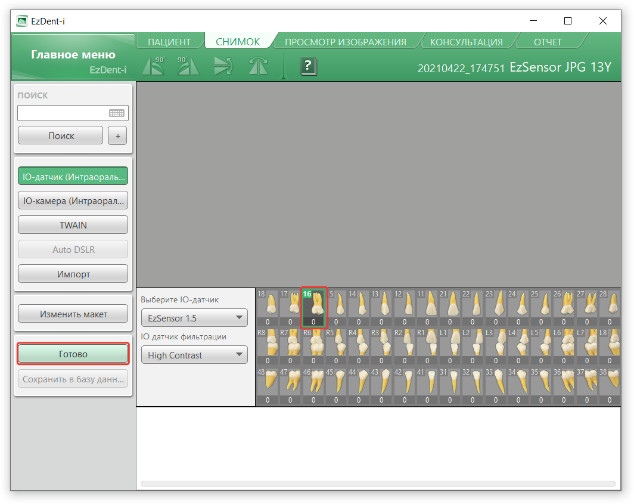 EzDent-i
Главное меню
EzDent-i
ПАЦИЕНТ
СНИМОК
ПРОСМОТР ИЗОБРАЖЕНИЯ
КОНСУЛЬТАЦИЯ
ОТЧЕТ
90°
90°
?
20210422_174751 EzSensor JPG 13Y
ПОИСК
Поиск
+
IO-датчик (Интраораль...
IO-камера (Интраорал...
TWAIN
Auto DSLR
Импорт
Изменить макет
Готово
Сохранить в базу данн...
Выберите IO-датчик
EzSensor 1.5
IO датчик фильтрации
High Contrast
18 17 16 5 14 13 12 11 21 22 23 24 25 26 27 28
0 0 0 0 0 0 0 0 0 0 0 0 0 0 0 0
R8 R7 R6 R5 R4 R3 R2 R1 L1 L2 L3 L4 L5 L6 L7 L8
0 0 0 0 0 0 0 0 0 0 0 0 0 0 0 0
48 47 46 45 44 43 42 41 31 32 33 34 35 36 37 38
0 0 0 0 0 0 0 0 0 0 0 0 0 0 0 0